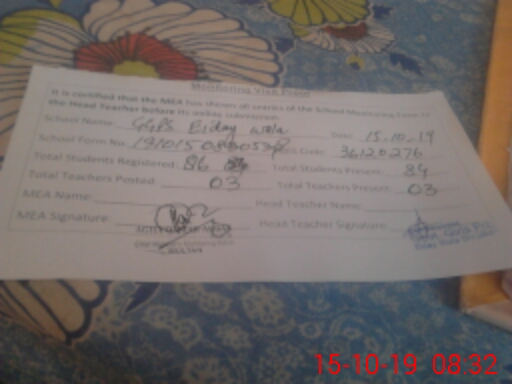 Monitoring Visit Proof
It is certified that the MEA has shown all entries of the School Monitoring Form to
the Head Teacher before its online submission.
School Name: GGPS Biday wala Date: 15.10.19
School Form No. Code: 36120276
Total Students Registered: 86 Total Students Present: 84
Total Teachers Posted: 03 Total Teachers Present: 03
MEA Name: Head Teacher Name:
MEA Signature: Head Teacher Signature:
MULTAN
15-10-19 08:32